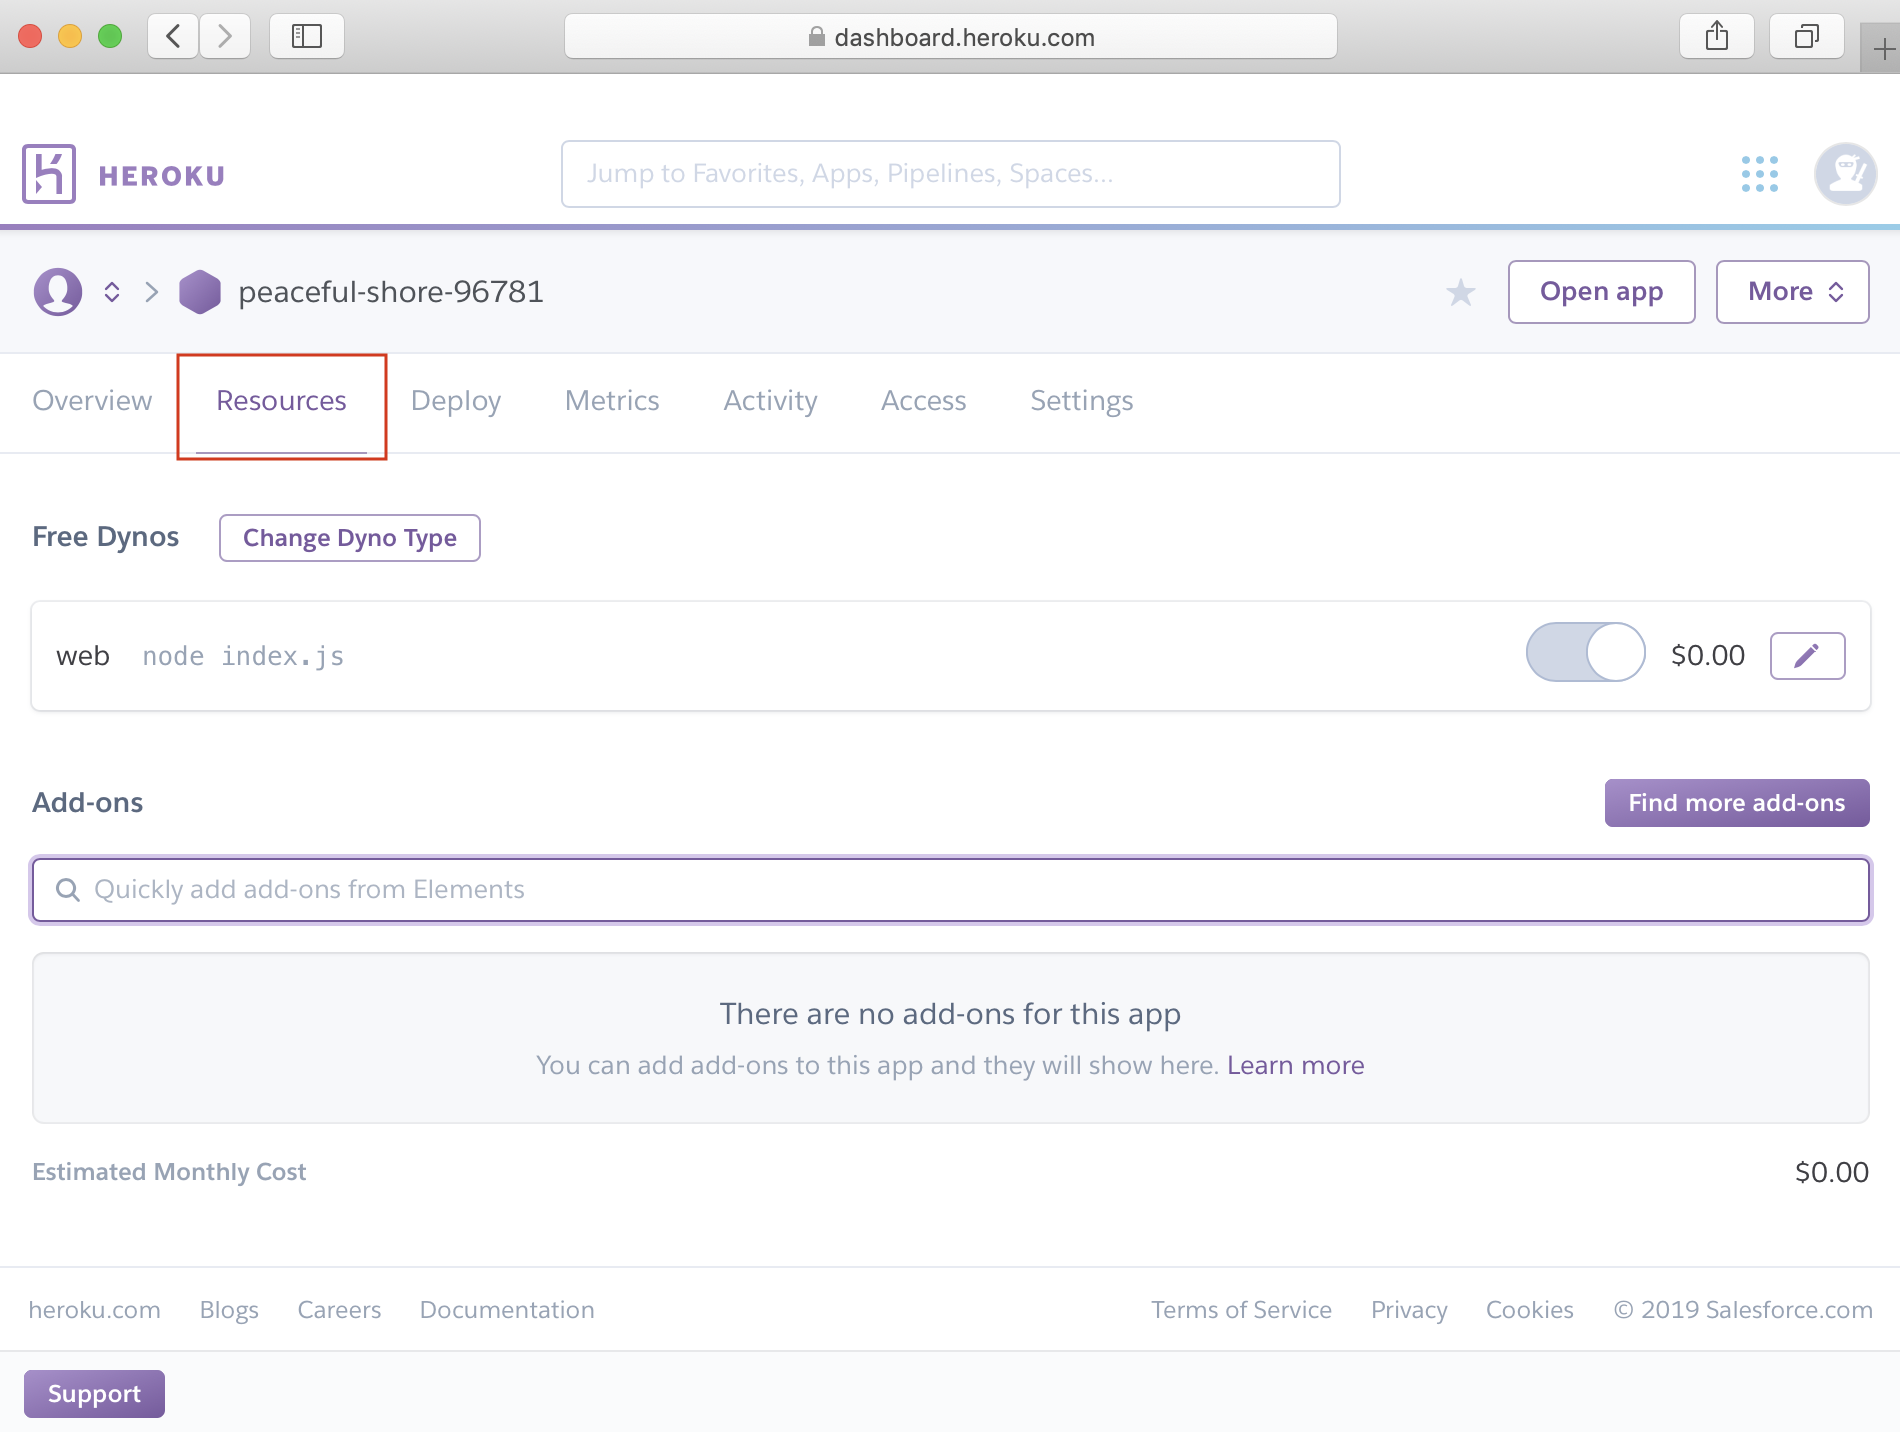 dashboard.heroku.com
HEROKU
Jump to Favorites, Apps, Pipelines, Spaces...
peaceful-shore-96781
Open app
More
Overview
Resources
Deploy
Metrics
Activity
Access
Settings
Free Dynos
Change Dyno Type
web node index.js
$0.00
Add-ons
Find more add-ons
Quickly add add-ons from Elements
There are no add-ons for this app
You can add add-ons to this app and they will show here. Learn more
Estimated Monthly Cost
$0.00
heroku.com
Blogs
Careers
Documentation
Terms of Service
Privacy
Cookies
© 2019 Salesforce.com
Support